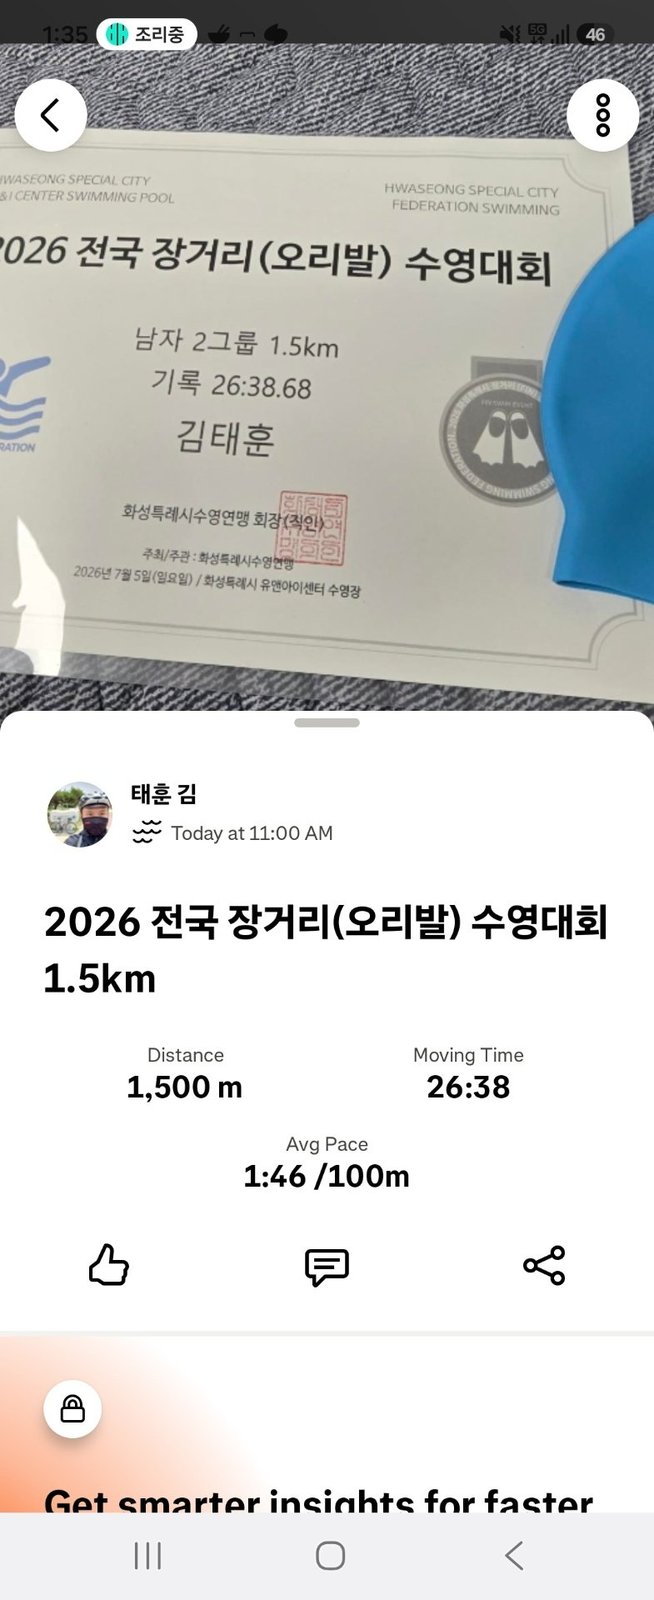 1:35 조리중 5G 46
HWASEONG SPECIAL CITY
&I CENTER SWIMMING POOL
HWASEONG SPECIAL CITY
FEDERATION SWIMMING
2026 전국 장거리(오리발) 수영대회
남자 2그룹 1.5km
기록 26:38.68
김태훈
RATION
화성특례시수영연맹 회장(직인)
주최/주관 : 화성특례시수영연맹
2026년 7월 5일(일요일) / 화성특례시 유앤아이센터 수영장
태훈 김
Today at 11:00 AM
2026 전국 장거리(오리발) 수영대회
1.5km
Distance
1,500 m
Moving Time
26:38
Avg Pace
1:46 /100m
Get smarter insights for faster